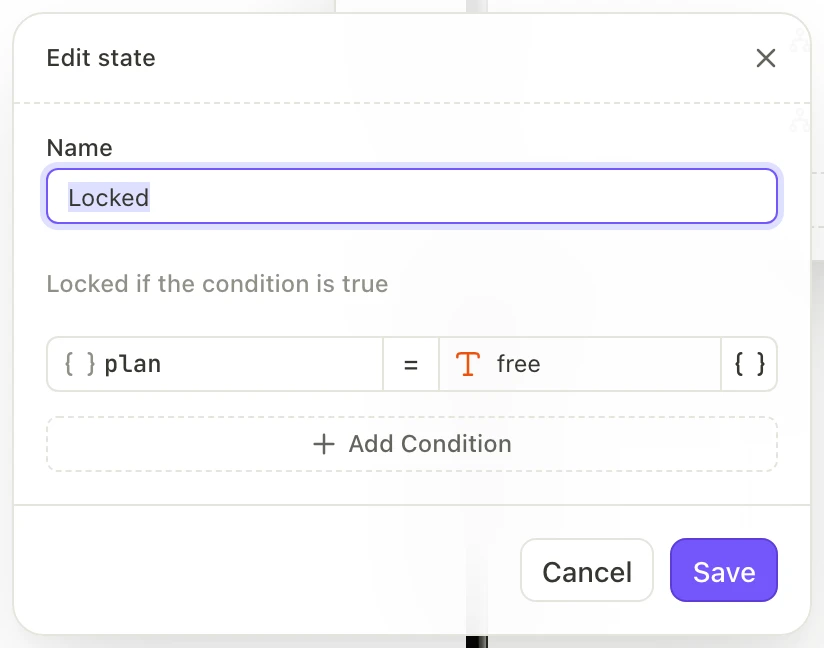 Edit state
Name
Locked
Locked if the condition is true
{ } plan = T free { }
+ Add Condition
Cancel Save